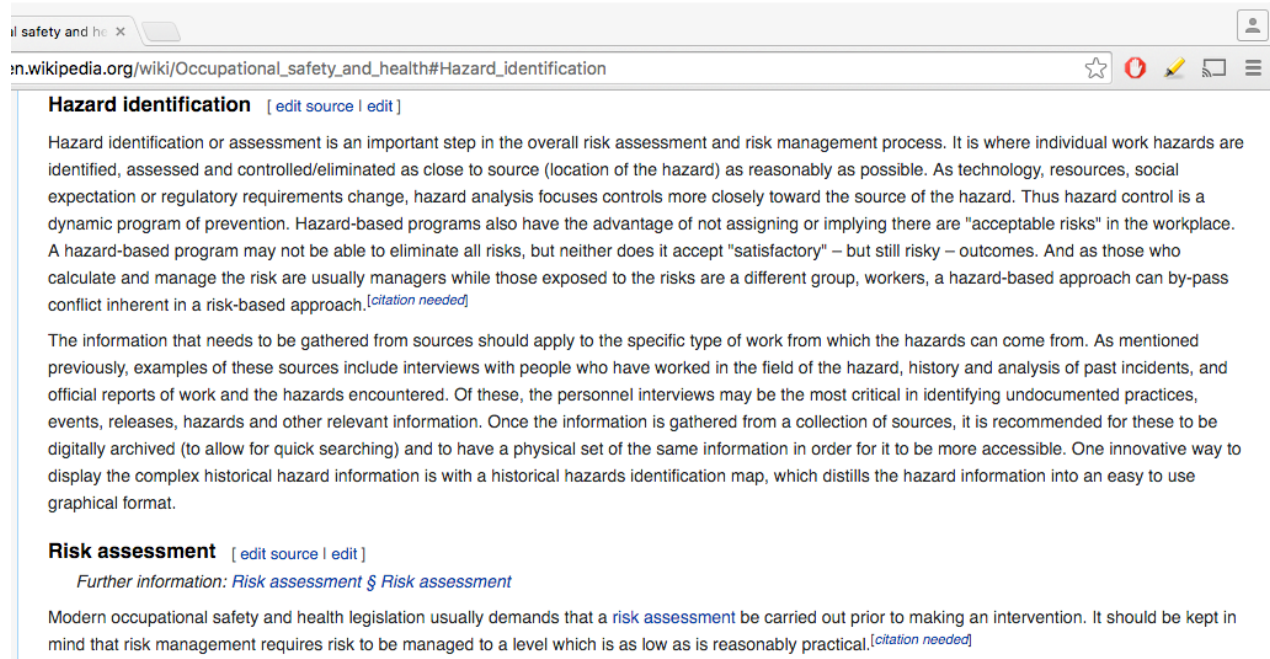 al safety and he
en.wikipedia.org/wiki/Occupational_safety_and_health#Hazard_identification
Hazard identification [ edit source | edit ]
Hazard identification or assessment is an important step in the overall risk assessment and risk management process. It is where individual work hazards are
identified, assessed and controlled/eliminated as close to source (location of the hazard) as reasonably as possible. As technology, resources, social
expectation or regulatory requirements change, hazard analysis focuses controls more closely toward the source of the hazard. Thus hazard control is a
dynamic program of prevention. Hazard-based programs also have the advantage of not assigning or implying there are "acceptable risks" in the workplace.
A hazard-based program may not be able to eliminate all risks, but neither does it accept "satisfactory" – but still risky – outcomes. And as those who
calculate and manage the risk are usually managers while those exposed to the risks are a different group, workers, a hazard-based approach can by-pass
conflict inherent in a risk-based approach.[citation needed]
The information that needs to be gathered from sources should apply to the specific type of work from which the hazards can come from. As mentioned
previously, examples of these sources include interviews with people who have worked in the field of the hazard, history and analysis of past incidents, and
official reports of work and the hazards encountered. Of these, the personnel interviews may be the most critical in identifying undocumented practices,
events, releases, hazards and other relevant information. Once the information is gathered from a collection of sources, it is recommended for these to be
digitally archived (to allow for quick searching) and to have a physical set of the same information in order for it to be more accessible. One innovative way to
display the complex historical hazard information is with a historical hazards identification map, which distills the hazard information into an easy to use
graphical format.
Risk assessment [ edit source | edit ]
Further information: Risk assessment § Risk assessment
Modern occupational safety and health legislation usually demands that a risk assessment be carried out prior to making an intervention. It should be kept in
mind that risk management requires risk to be managed to a level which is as low as is reasonably practical.[citation needed]